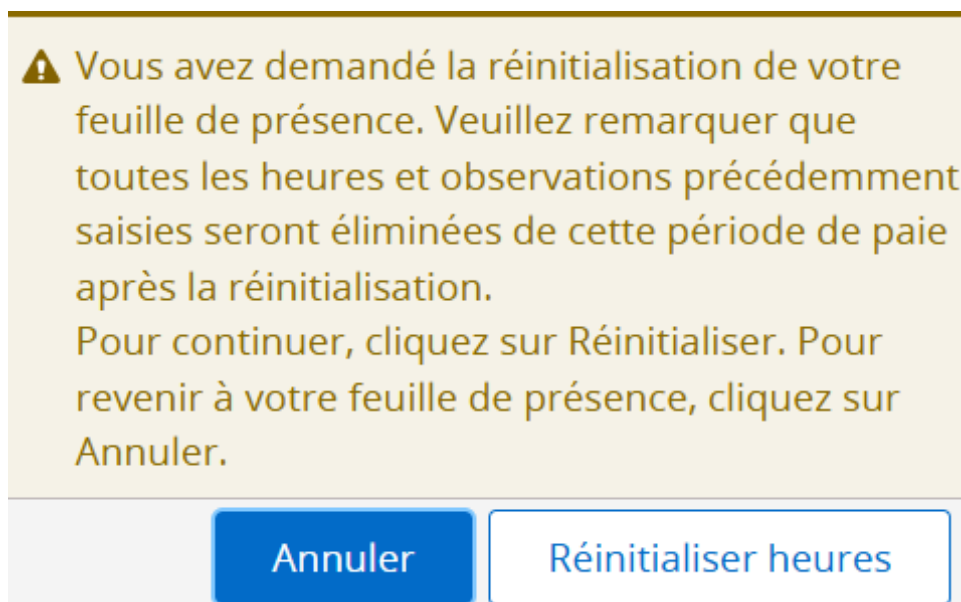 Vous avez demandé la réinitialisation de votre
feuille de présence. Veuillez remarquer que
toutes les heures et observations précédemment
saisies seront éliminées de cette période de paie
après la réinitialisation.
Pour continuer, cliquez sur Réinitialiser. Pour
revenir à votre feuille de présence, cliquez sur
Annuler.
Annuler
Réinitialiser heures